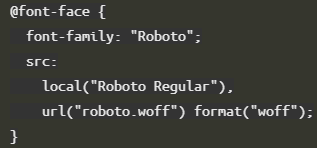 @font-face {
  font-family: "Roboto";
  src:
    local("Roboto Regular"),
    url("roboto.woff") format("woff");
}